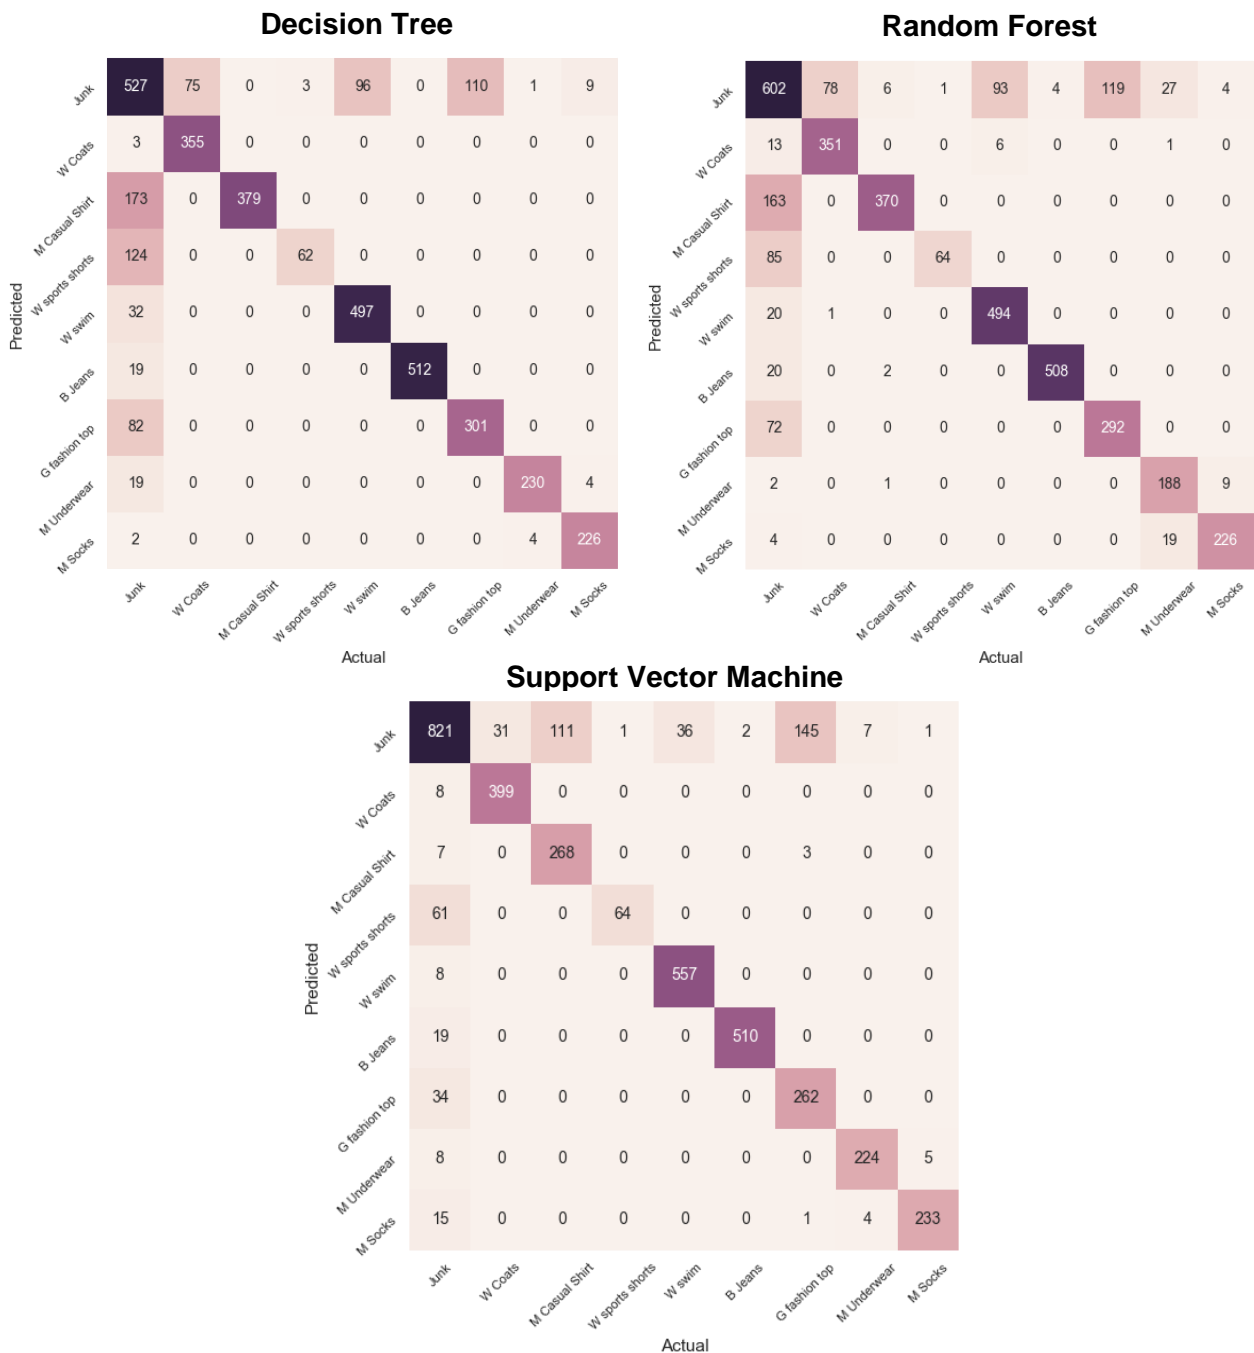 Decision Tree
Junk 527 75 0 3 96 0 110 1 9
W Coats 3 355 0 0 0 0 0 0 0
M Casual Shirt 173 0 379 0 0 0 0 0 0
W sports shorts 124 0 0 62 0 0 0 0 0
W swim 32 0 0 0 497 0 0 0 0
B Jeans 19 0 0 0 0 512 0 0 0
G fashion top 82 0 0 0 0 0 301 0 0
M Underwear 19 0 0 0 0 0 0 230 4
M Socks 2 0 0 0 0 0 0 4 226
Predicted
Junk W Coats M Casual Shirt W sports shorts W swim B Jeans G fashion top M Underwear M Socks
Actual
Random Forest
Junk 602 78 6 1 93 4 119 27 4
W Coats 13 351 0 0 6 0 0 1 0
M Casual Shirt 163 0 370 0 0 0 0 0 0
W sports shorts 85 0 0 64 0 0 0 0 0
W swim 20 1 0 0 494 0 0 0 0
B Jeans 20 0 2 0 0 508 0 0 0
G fashion top 72 0 0 0 0 0 292 0 0
M Underwear 2 0 1 0 0 0 0 188 9
M Socks 4 0 0 0 0 0 0 19 226
Predicted
Junk W Coats M Casual Shirt W sports shorts W swim B Jeans G fashion top M Underwear M Socks
Actual
Support Vector Machine
Junk 821 31 111 1 36 2 145 7 1
W Coats 8 399 0 0 0 0 0 0 0
M Casual Shirt 7 0 268 0 0 0 3 0 0
W sports shorts 61 0 0 64 0 0 0 0 0
W swim 8 0 0 0 557 0 0 0 0
B Jeans 19 0 0 0 0 510 0 0 0
G fashion top 34 0 0 0 0 0 262 0 0
M Underwear 8 0 0 0 0 0 0 224 5
M Socks 15 0 0 0 0 0 1 4 233
Predicted
Junk W Coats M Casual Shirt W sports shorts W swim B Jeans G fashion top M Underwear M Socks
Actual